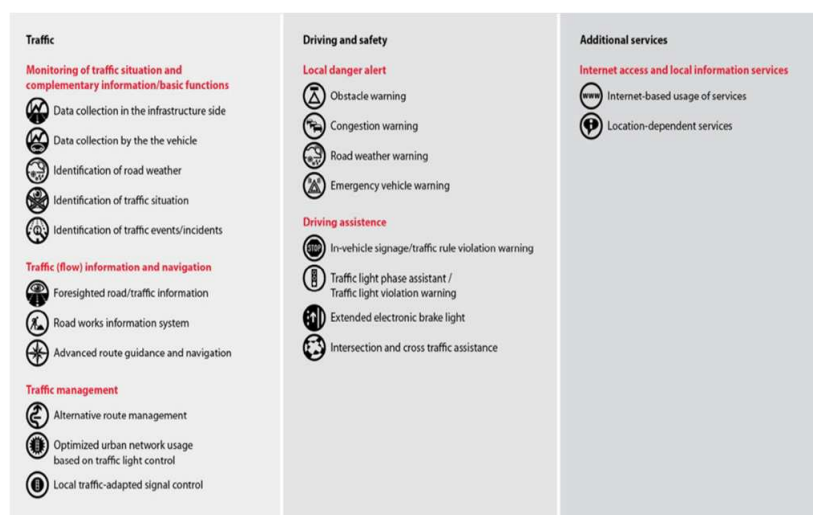 Traffic
Monitoring of traffic situation and
complementary information/basic functions
Data collection in the infrastructure side
Data collection by the the vehicle
Identification of road weather
Identification of traffic situation
Identification of traffic events/incidents
Traffic (flow) information and navigation
Foresighted road/traffic information
Road works information system
Advanced route guidance and navigation
Traffic management
Alternative route management
Optimized urban network usage
based on traffic light control
Local traffic-adapted signal control
Driving and safety
Local danger alert
Obstacle warning
Congestion warning
Road weather warning
Emergency vehicle warning
Driving assistence
STOP
In-vehicle signage/traffic rule violation warning
Traffic light phase assistant /
Traffic light violation warning
Extended electronic brake light
Intersection and cross traffic assistance
Additional services
Internet access and local information services
www
Internet-based usage of services
Location-dependent services